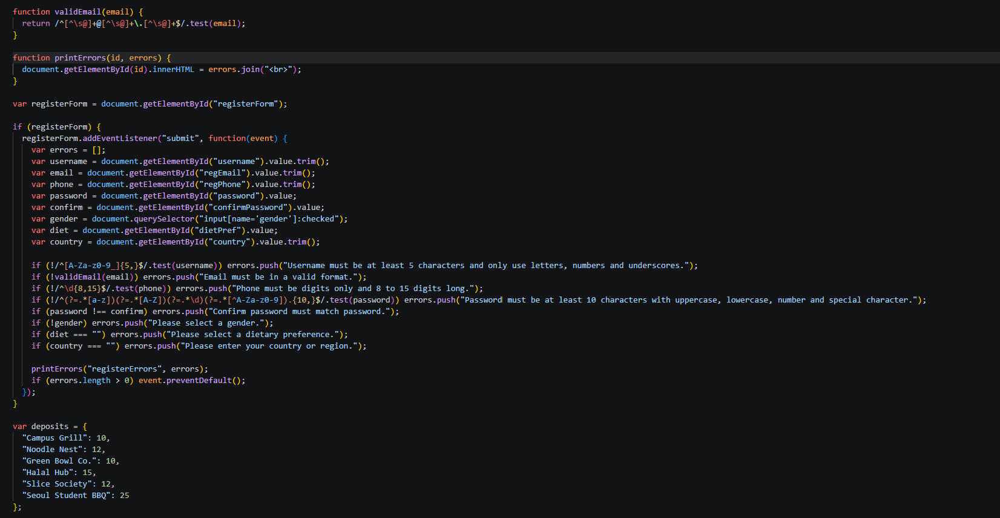 function validEmail(email) {
  return /^[^\s@]+@[^\s@]+\.[^\s@]+$/.test(email);
}

function printErrors(id, errors) {
  document.getElementById(id).innerHTML = errors.join("<br>");
}

var registerForm = document.getElementById("registerForm");

if (registerForm) {
  registerForm.addEventListener("submit", function(event) {
    var errors = [];
    var username = document.getElementById("username").value.trim();
    var email = document.getElementById("regEmail").value.trim();
    var phone = document.getElementById("regPhone").value.trim();
    var password = document.getElementById("password").value;
    var confirm = document.getElementById("confirmPassword").value;
    var gender = document.querySelector("input[name='gender']:checked");
    var diet = document.getElementById("dietPref").value;
    var country = document.getElementById("country").value.trim();

    if (!/^[A-Za-z0-9_]{5,}$/.test(username)) errors.push("Username must be at least 5 characters and only use letters, numbers and underscores.");
    if (!validEmail(email)) errors.push("Email must be in a valid format.");
    if (!/^\d{8,15}$/.test(phone)) errors.push("Phone must be digits only and 8 to 15 digits long.");
    if (!/^(?=.*[a-z])(?=.*[A-Z])(?=.*\d)(?=.*[^A-Za-z0-9]).{10,}$/.test(password)) errors.push("Password must be at least 10 characters with uppercase, lowercase, number and special character.");
    if (password !== confirm) errors.push("Confirm password must match password.");
    if (!gender) errors.push("Please select a gender.");
    if (diet === "") errors.push("Please select a dietary preference.");
    if (country === "") errors.push("Please enter your country or region.");

    printErrors("registerErrors", errors);
    if (errors.length > 0) event.preventDefault();
  });
}

var deposits = {
  "Campus Grill": 10,
  "Noodle Nest": 12,
  "Green Bowl Co.": 10,
  "Halal Hub": 15,
  "Slice Society": 12,
  "Seoul Student BBQ": 25
};